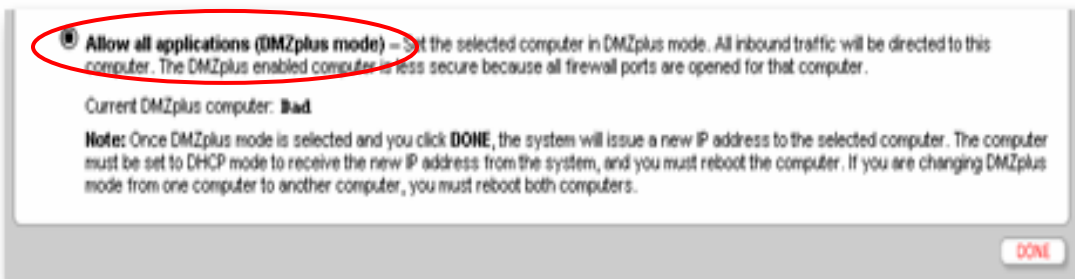 Allow all applications (DMZplus mode) – Set the selected computer in DMZplus mode. All inbound traffic will be directed to this
computer. The DMZplus enabled computer is less secure because all firewall ports are opened for that computer.
Current DMZplus computer: Dad
Note: Once DMZplus mode is selected and you click DONE, the system will issue a new IP address to the selected computer. The computer
must be set to DHCP mode to receive the new IP address from the system, and you must reboot the computer. If you are changing DMZplus
mode from one computer to another computer, you must reboot both computers.
DONE